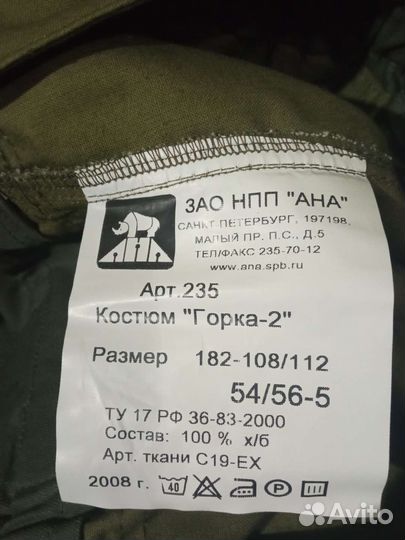 ЗАО НПП "АНА"
САНКТ-ПЕТЕРБУРГ, 197198,
МАЛЫЙ ПР. П.С., Д.5
ТЕЛ/ФАКС 235-70-12
www.ana.spb.ru
Арт.235
Костюм "Горка-2"
Размер 182-108/112
54/56-5
ТУ 17 РФ 36-83-2000
Состав: 100 % х/б
Арт. ткани С19-ЕХ
2008 г. 40 P
Avito